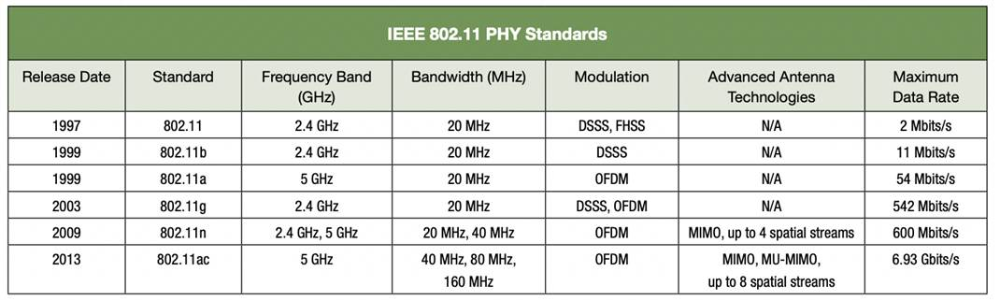 IEEE 802.11 PHY Standards
Release Date Standard Frequency Band (GHz) Bandwidth (MHz) Modulation Advanced Antenna Technologies Maximum Data Rate
1997 802.11 2.4 GHz 20 MHz DSSS, FHSS N/A 2 Mbits/s
1999 802.11b 2.4 GHz 20 MHz DSSS N/A 11 Mbits/s
1999 802.11a 5 GHz 20 MHz OFDM N/A 54 Mbits/s
2003 802.11g 2.4 GHz 20 MHz DSSS, OFDM N/A 542 Mbits/s
2009 802.11n 2.4 GHz, 5 GHz 20 MHz, 40 MHz OFDM MIMO, up to 4 spatial streams 600 Mbits/s
2013 802.11ac 5 GHz 40 MHz, 80 MHz, 160 MHz OFDM MIMO, MU-MIMO, up to 8 spatial streams 6.93 Gbits/s